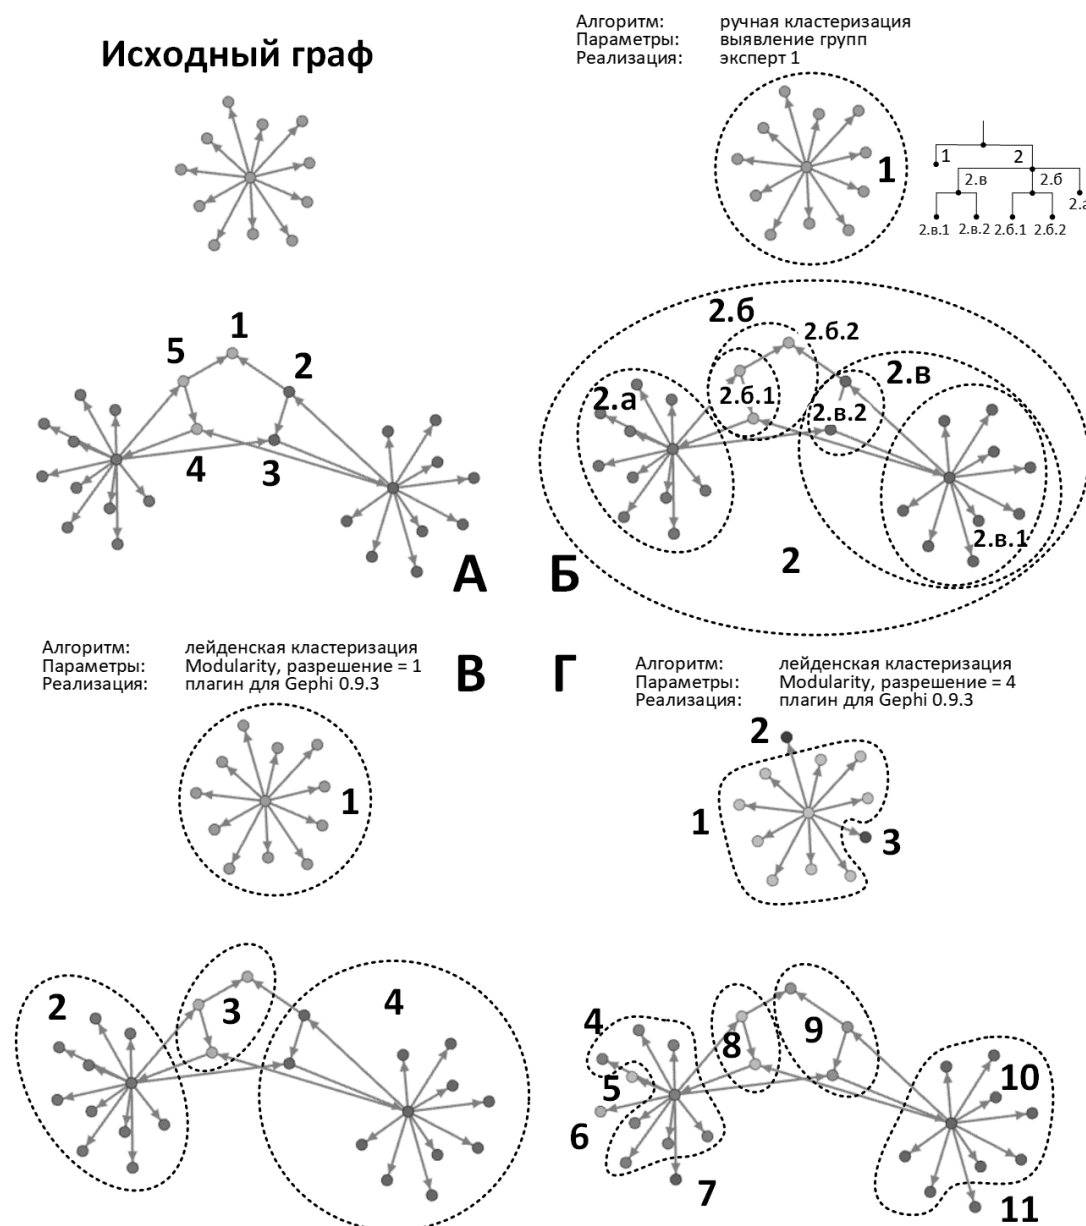 Исходный граф
1
2
3
4
5
А
Алгоритм: ручная кластеризация
Параметры: выявление групп
Реализация: эксперт 1
1
1
2
2.в
2.б
2.а
2.в.1
2.в.2
2.б.1
2.б.2
2.б
2.б.2
2.а
2.б.1
2.в
2.в.2
2.в.1
2
Б
Алгоритм: лейденская кластеризация
Параметры: Modularity, разрешение = 1
Реализация: плагин для Gephi 0.9.3
В
1
2
3
4
Г
Алгоритм: лейденская кластеризация
Параметры: Modularity, разрешение = 4
Реализация: плагин для Gephi 0.9.3
2
1
3
4
5
6
7
8
9
10
11